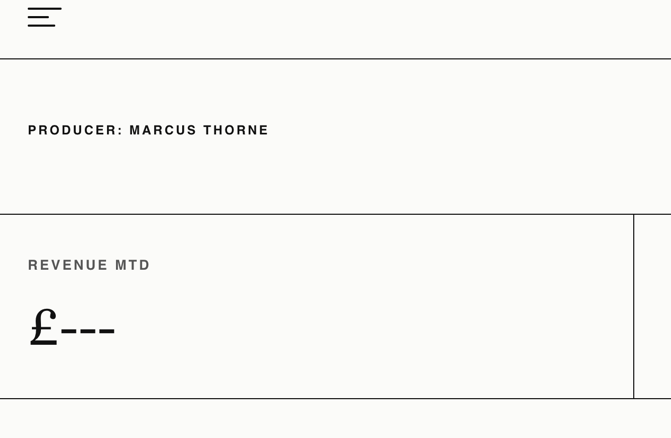 PRODUCER: MARCUS THORNE
REVENUE MTD
£---